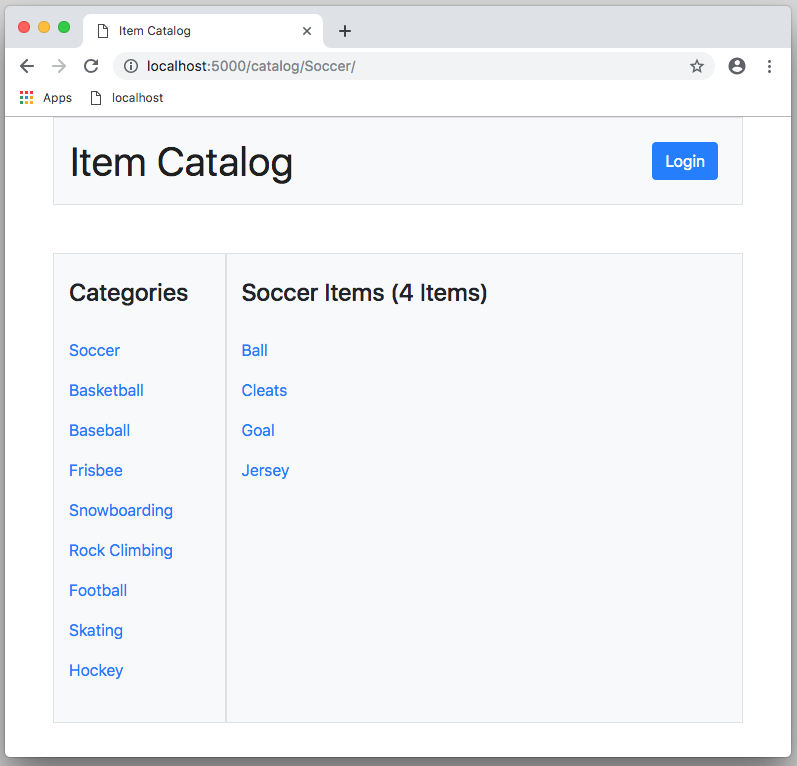 Item Catalog
localhost:5000/catalog/Soccer/
Apps localhost
Item Catalog
Login
Categories
Soccer
Basketball
Baseball
Frisbee
Snowboarding
Rock Climbing
Football
Skating
Hockey
Soccer Items (4 Items)
Ball
Cleats
Goal
Jersey